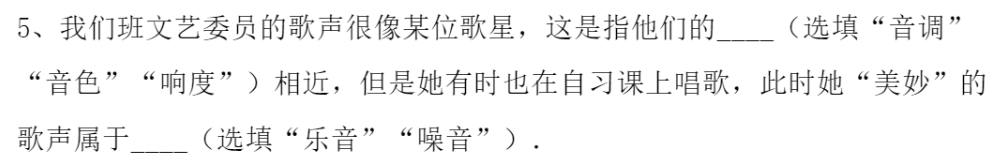 5、我们班文艺委员的歌声很像某位歌星，这是指他们的____（选填“音调”
“音色”“响度”）相近，但是她有时也在自习课上唱歌，此时她“美妙”的
歌声属于____（选填“乐音”“噪音”）．